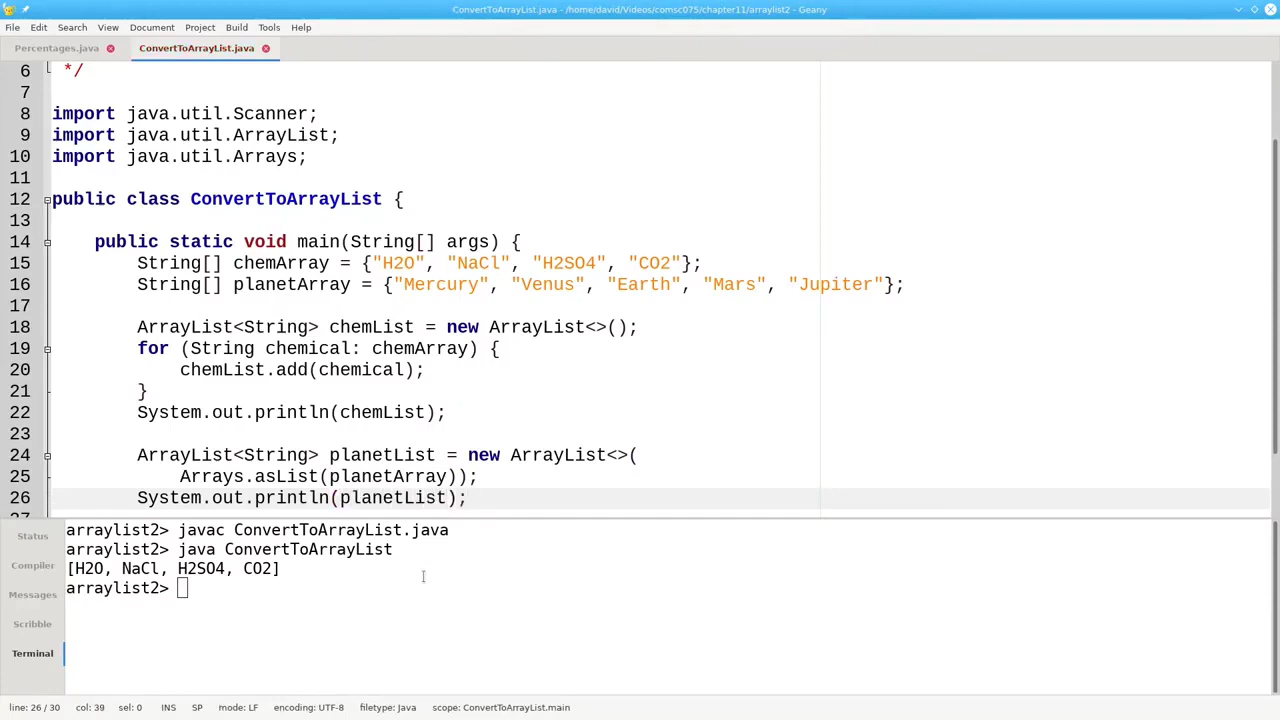 ConvertToArrayList.java - /home/david/Videos/comsc075/chapter11/arraylist2 - Geany
File Edit Search View Document Project Build Tools Help
Percentages.java ConvertToArrayList.java
6 */
7
8 import java.util.Scanner;
9 import java.util.ArrayList;
10 import java.util.Arrays;
11
12 public class ConvertToArrayList {
13
14 public static void main(String[] args) {
15 String[] chemArray = {"H2O", "NaCl", "H2SO4", "CO2"};
16 String[] planetArray = {"Mercury", "Venus", "Earth", "Mars", "Jupiter"};
17
18 ArrayList<String> chemList = new ArrayList<>();
19 for (String chemical: chemArray) {
20 chemList.add(chemical);
21 }
22 System.out.println(chemList);
23
24 ArrayList<String> planetList = new ArrayList<>(
25 Arrays.asList(planetArray));
26 System.out.println(planetList);
27
Status
Compiler
Messages
Scribble
Terminal
arraylist2> javac ConvertToArrayList.java
arraylist2> java ConvertToArrayList
[H2O, NaCl, H2SO4, CO2]
arraylist2>
line: 26 / 30 col: 39 sel: 0 INS SP mode: LF encoding: UTF-8 filetype: Java scope: ConvertToArrayList.main